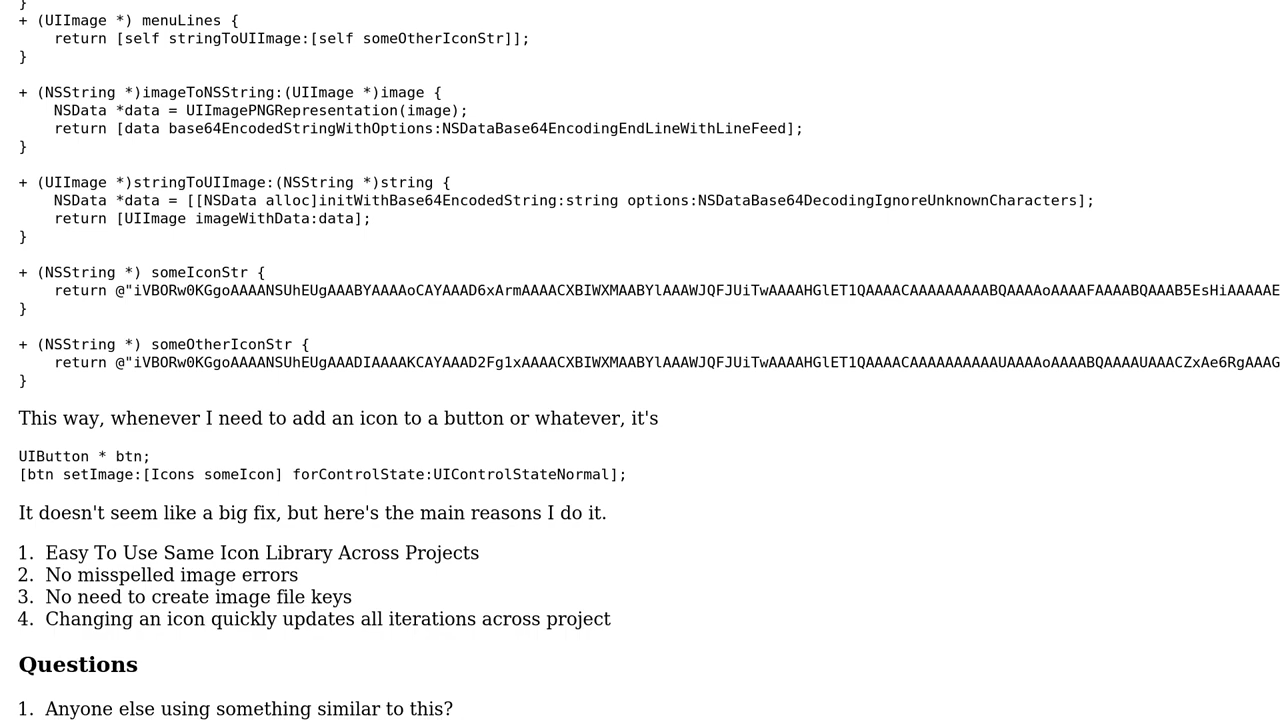 }
+ (UIImage *) menuLines {
    return [self stringToUIImage:[self someOtherIconStr]];
}
+ (NSString *)imageToNSString:(UIImage *)image {
    NSData *data = UIImagePNGRepresentation(image);
    return [data base64EncodedStringWithOptions:NSDataBase64EncodingEndLineWithLineFeed];
}
+ (UIImage *)stringToUIImage:(NSString *)string {
    NSData *data = [[NSData alloc]initWithBase64EncodedString:string options:NSDataBase64DecodingIgnoreUnknownCharacters];
    return [UIImage imageWithData:data];
}
+ (NSString *) someIconStr {
    return @"iVBORw0KGgoAAAANSUhEUgAAABYAAAAoCAYAAAD6xArmAAAACXBIWXMAABYlAAAWJQFJUiTwAAAAHGlET1QAAAACAAAAAAAAABQAAAAoAAAAFAAAABQAAAB5EsHiAAAAAE
}
+ (NSString *) someOtherIconStr {
    return @"iVBORw0KGgoAAAANSUhEUgAAADIAAAAKCAYAAAD2Fg1xAAAACXBIWXMAABYlAAAWJQFJUiTwAAAAHGlET1QAAAACAAAAAAAAAAUAAAAoAAAABQAAAAUAAACZxAe6RgAAAG
}
This way, whenever I need to add an icon to a button or whatever, it's
UIButton * btn;
[btn setImage:[Icons someIcon] forControlState:UIControlStateNormal];
It doesn't seem like a big fix, but here's the main reasons I do it.
1. Easy To Use Same Icon Library Across Projects
2. No misspelled image errors
3. No need to create image file keys
4. Changing an icon quickly updates all iterations across project
Questions
1. Anyone else using something similar to this?